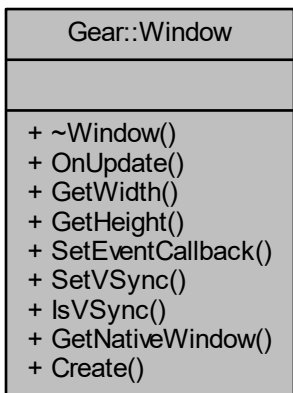 Gear::Window
+ ~Window()
+ OnUpdate()
+ GetWidth()
+ GetHeight()
+ SetEventCallback()
+ SetVSync()
+ IsVSync()
+ GetNativeWindow()
+ Create()